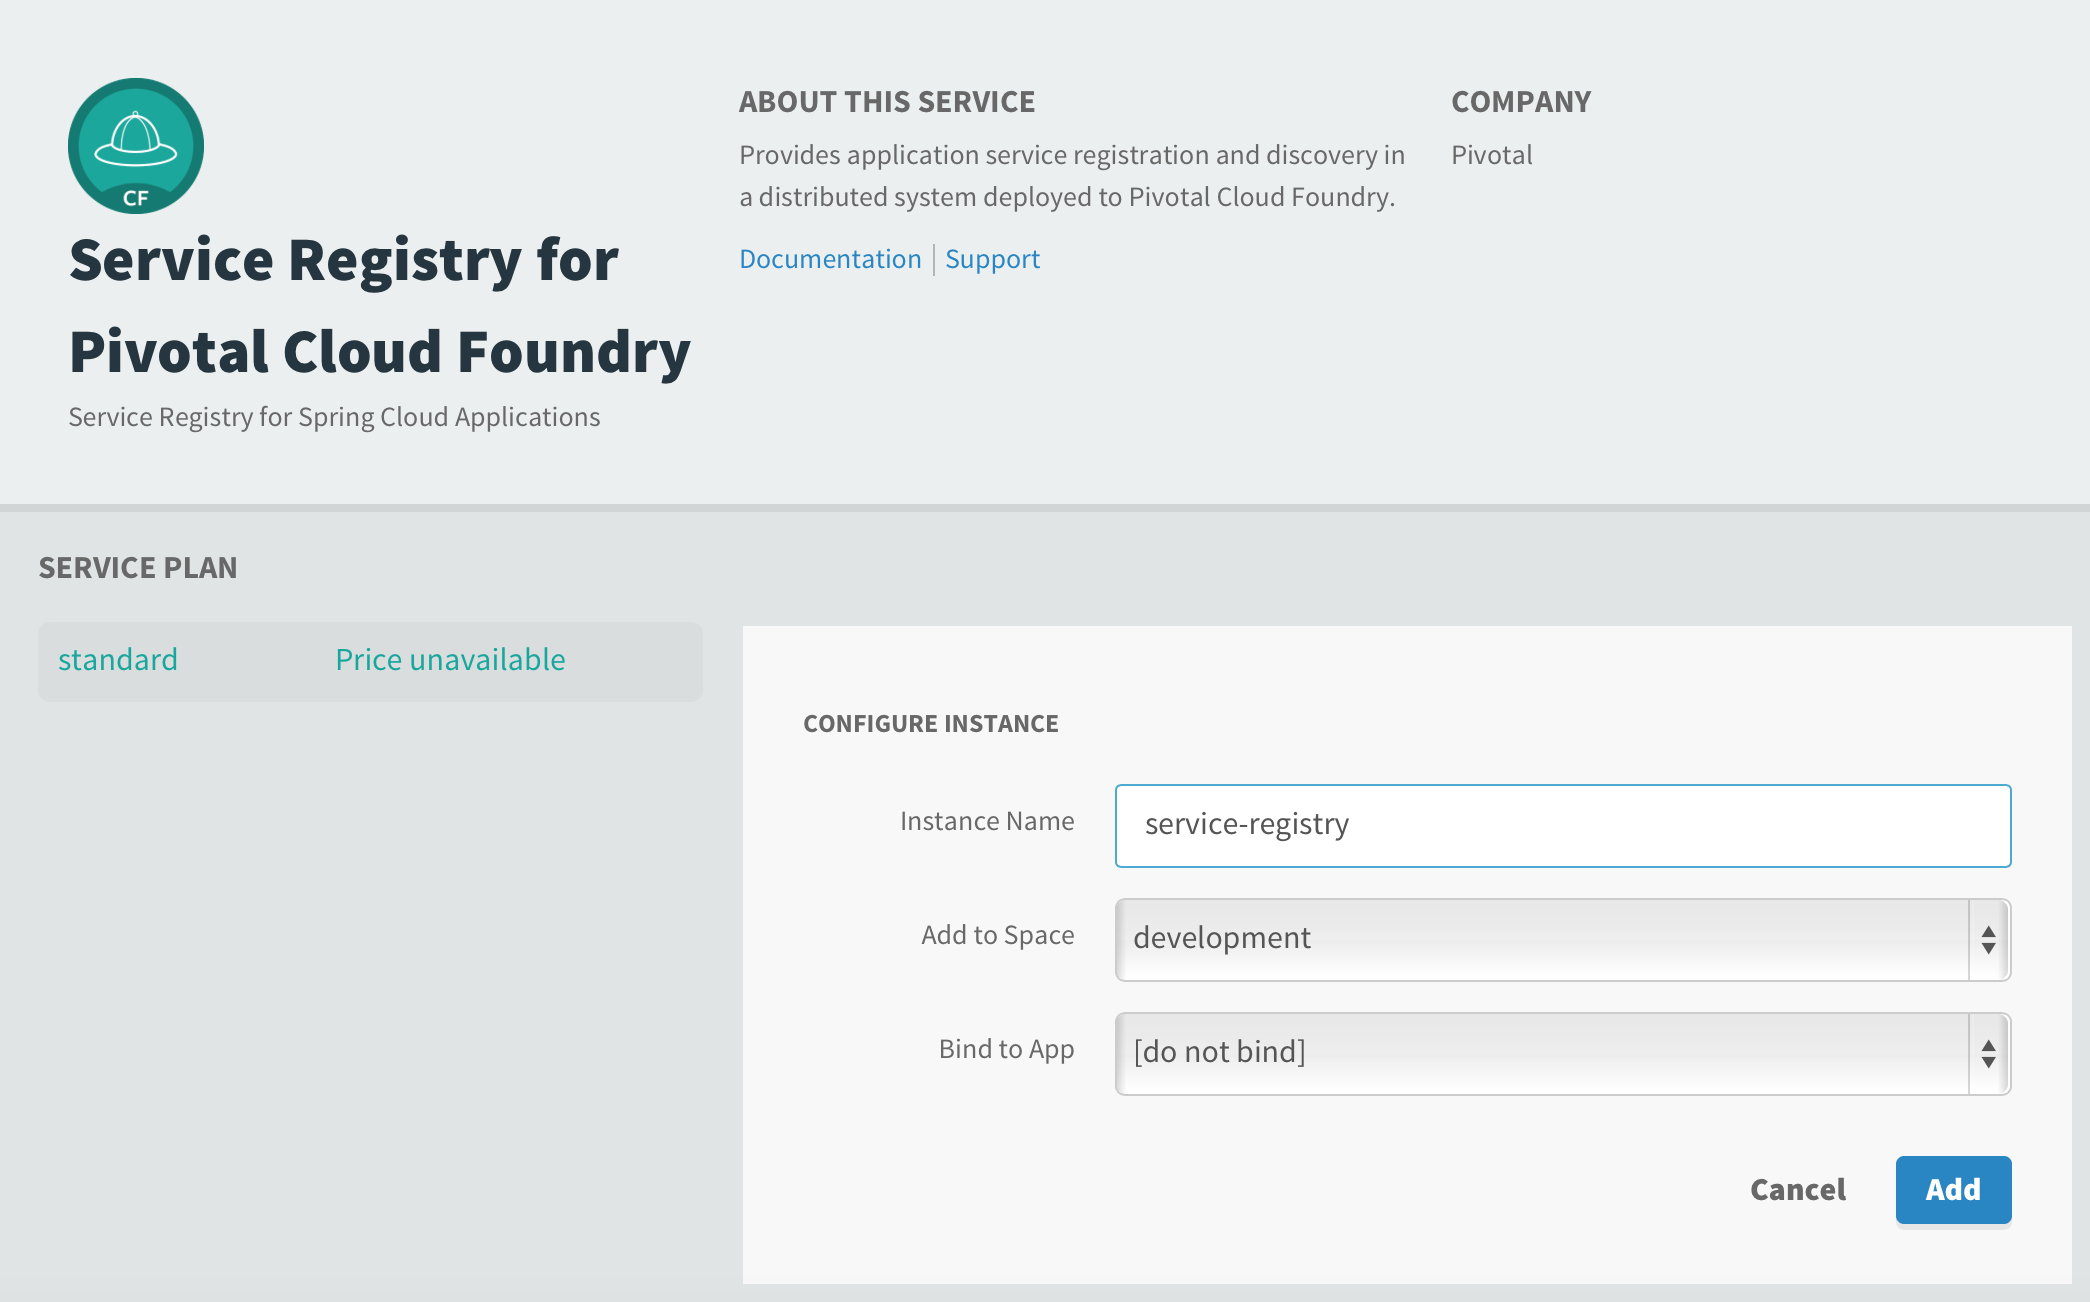 CF
Service Registry for
Pivotal Cloud Foundry
Service Registry for Spring Cloud Applications
ABOUT THIS SERVICE
Provides application service registration and discovery in
a distributed system deployed to Pivotal Cloud Foundry.
Documentation | Support
COMPANY
Pivotal
SERVICE PLAN
standard Price unavailable
CONFIGURE INSTANCE
Instance Name service-registry
Add to Space development
Bind to App [do not bind]
Cancel Add